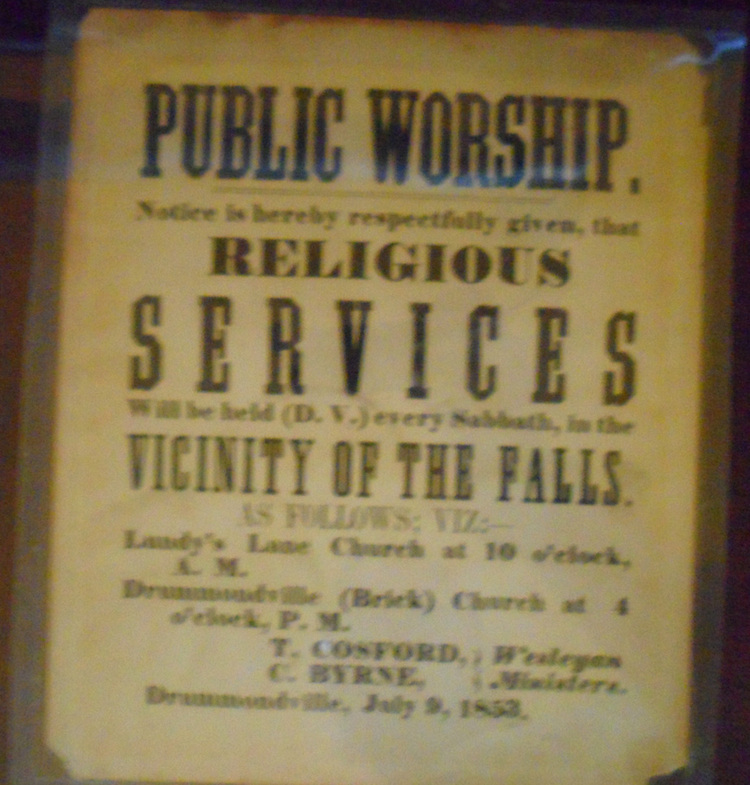 PUBLIC WORSHIP.
Notice is hereby respectfully given, that
RELIGIOUS
SERVICES
Will be held (D. V.) every Sabbath, in the
VICINITY OF THE FALLS.
AS FOLLOWS; VIZ:—
Lundy's Lane Church at 10 o'clock,
A. M.
Drummondville (Brick) Church at 4
o'clock, P. M.
T. COSFORD, } Wesleyan
C. BYRNE, } Ministers.
Drummondville, July 9, 1853.